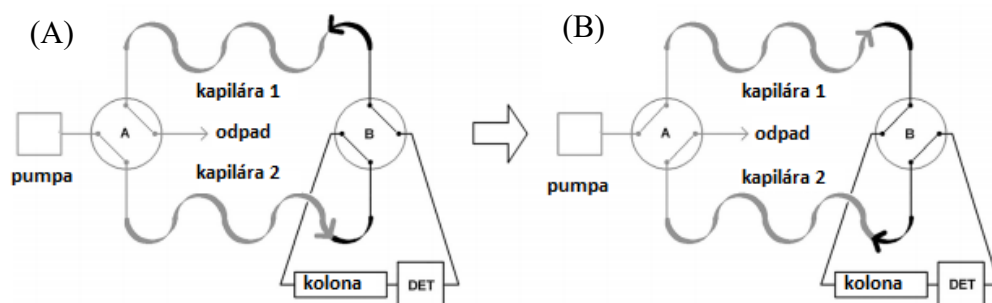 (A)
kapilára 1
A
odpad
B
pumpa
kapilára 2
kolona
DET
(B)
kapilára 1
A
odpad
B
pumpa
kapilára 2
kolona
DET